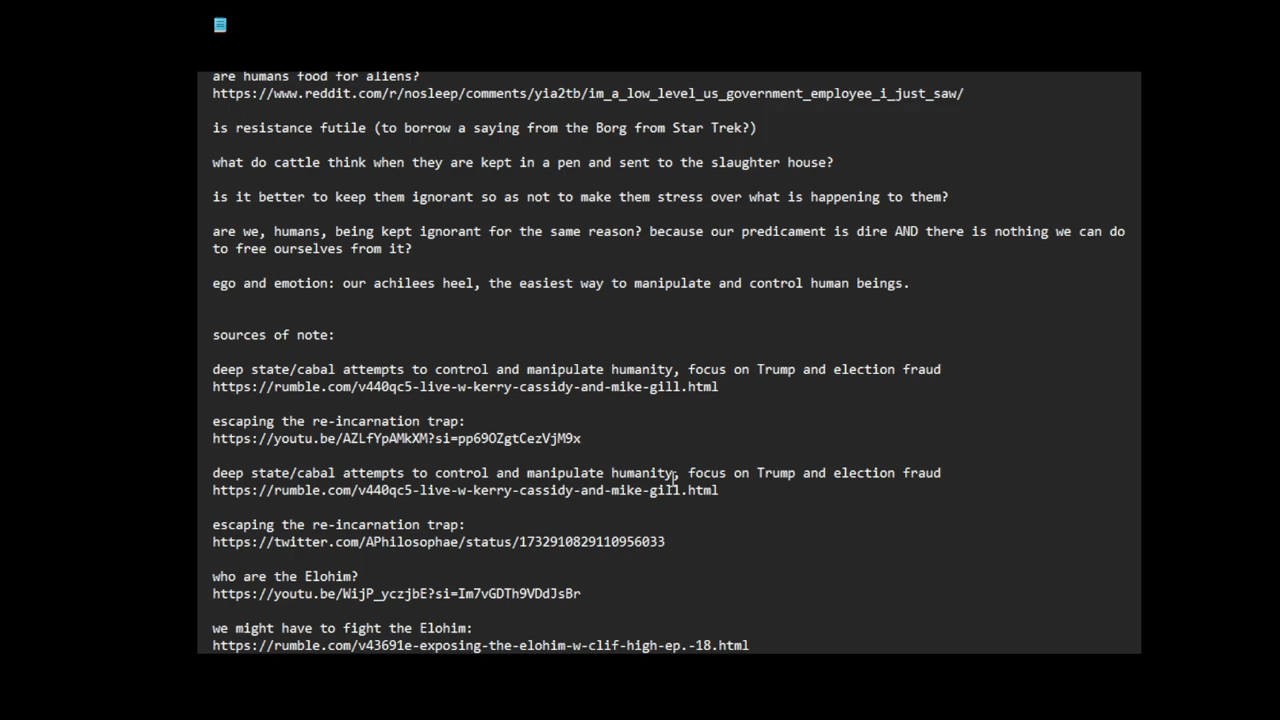 are humans food for aliens?
https://www.reddit.com/r/nosleep/comments/yia2tb/im_a_low_level_us_government_employee_i_just_saw/
is resistance futile (to borrow a saying from the Borg from Star Trek?)
what do cattle think when they are kept in a pen and sent to the slaughter house?
is it better to keep them ignorant so as not to make them stress over what is happening to them?
are we, humans, being kept ignorant for the same reason? because our predicament is dire AND there is nothing we can do
to free ourselves from it?
ego and emotion: our achilees heel, the easiest way to manipulate and control human beings.
sources of note:
deep state/cabal attempts to control and manipulate humanity, focus on Trump and election fraud
https://rumble.com/v440qc5-live-w-kerry-cassidy-and-mike-gill.html
escaping the re-incarnation trap:
https://youtu.be/AZLfYpAMkXM?si=pp69OZgtCezVjM9x
deep state/cabal attempts to control and manipulate humanity, focus on Trump and election fraud
https://rumble.com/v440qc5-live-w-kerry-cassidy-and-mike-gill.html
escaping the re-incarnation trap:
https://twitter.com/APhilosophae/status/1732910829110956033
who are the Elohim?
https://youtu.be/WijP_yczjbE?si=Im7vGDTh9VDdJsBr
we might have to fight the Elohim:
https://rumble.com/v43691e-exposing-the-elohim-w-clif-high-ep.-18.html